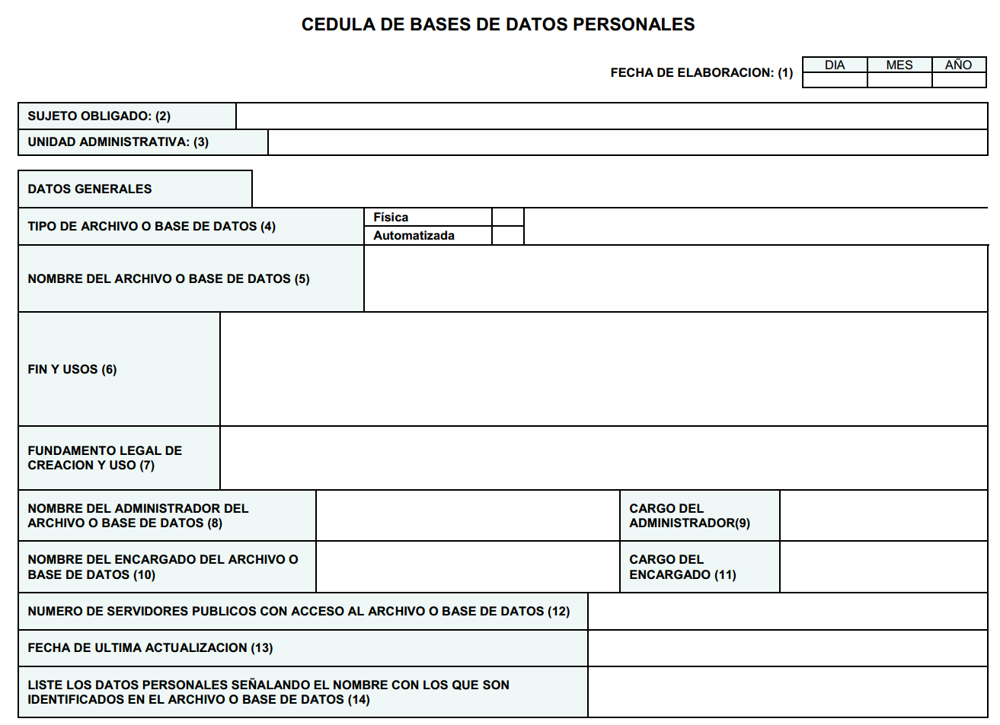 CEDULA DE BASES DE DATOS PERSONALES
FECHA DE ELABORACION: (1)
DIA MES AÑO
SUJETO OBLIGADO: (2)
UNIDAD ADMINISTRATIVA: (3)
DATOS GENERALES
TIPO DE ARCHIVO O BASE DE DATOS (4)
Física
Automatizada
NOMBRE DEL ARCHIVO O BASE DE DATOS (5)
FIN Y USOS (6)
FUNDAMENTO LEGAL DE
CREACION Y USO (7)
NOMBRE DEL ADMINISTRADOR DEL
ARCHIVO O BASE DE DATOS (8)
CARGO DEL
ADMINISTRADOR(9)
NOMBRE DEL ENCARGADO DEL ARCHIVO O
BASE DE DATOS (10)
CARGO DEL
ENCARGADO (11)
NUMERO DE SERVIDORES PUBLICOS CON ACCESO AL ARCHIVO O BASE DE DATOS (12)
FECHA DE ULTIMA ACTUALIZACION (13)
LISTE LOS DATOS PERSONALES SEÑALANDO EL NOMBRE CON LOS QUE SON
IDENTIFICADOS EN EL ARCHIVO O BASE DE DATOS (14)